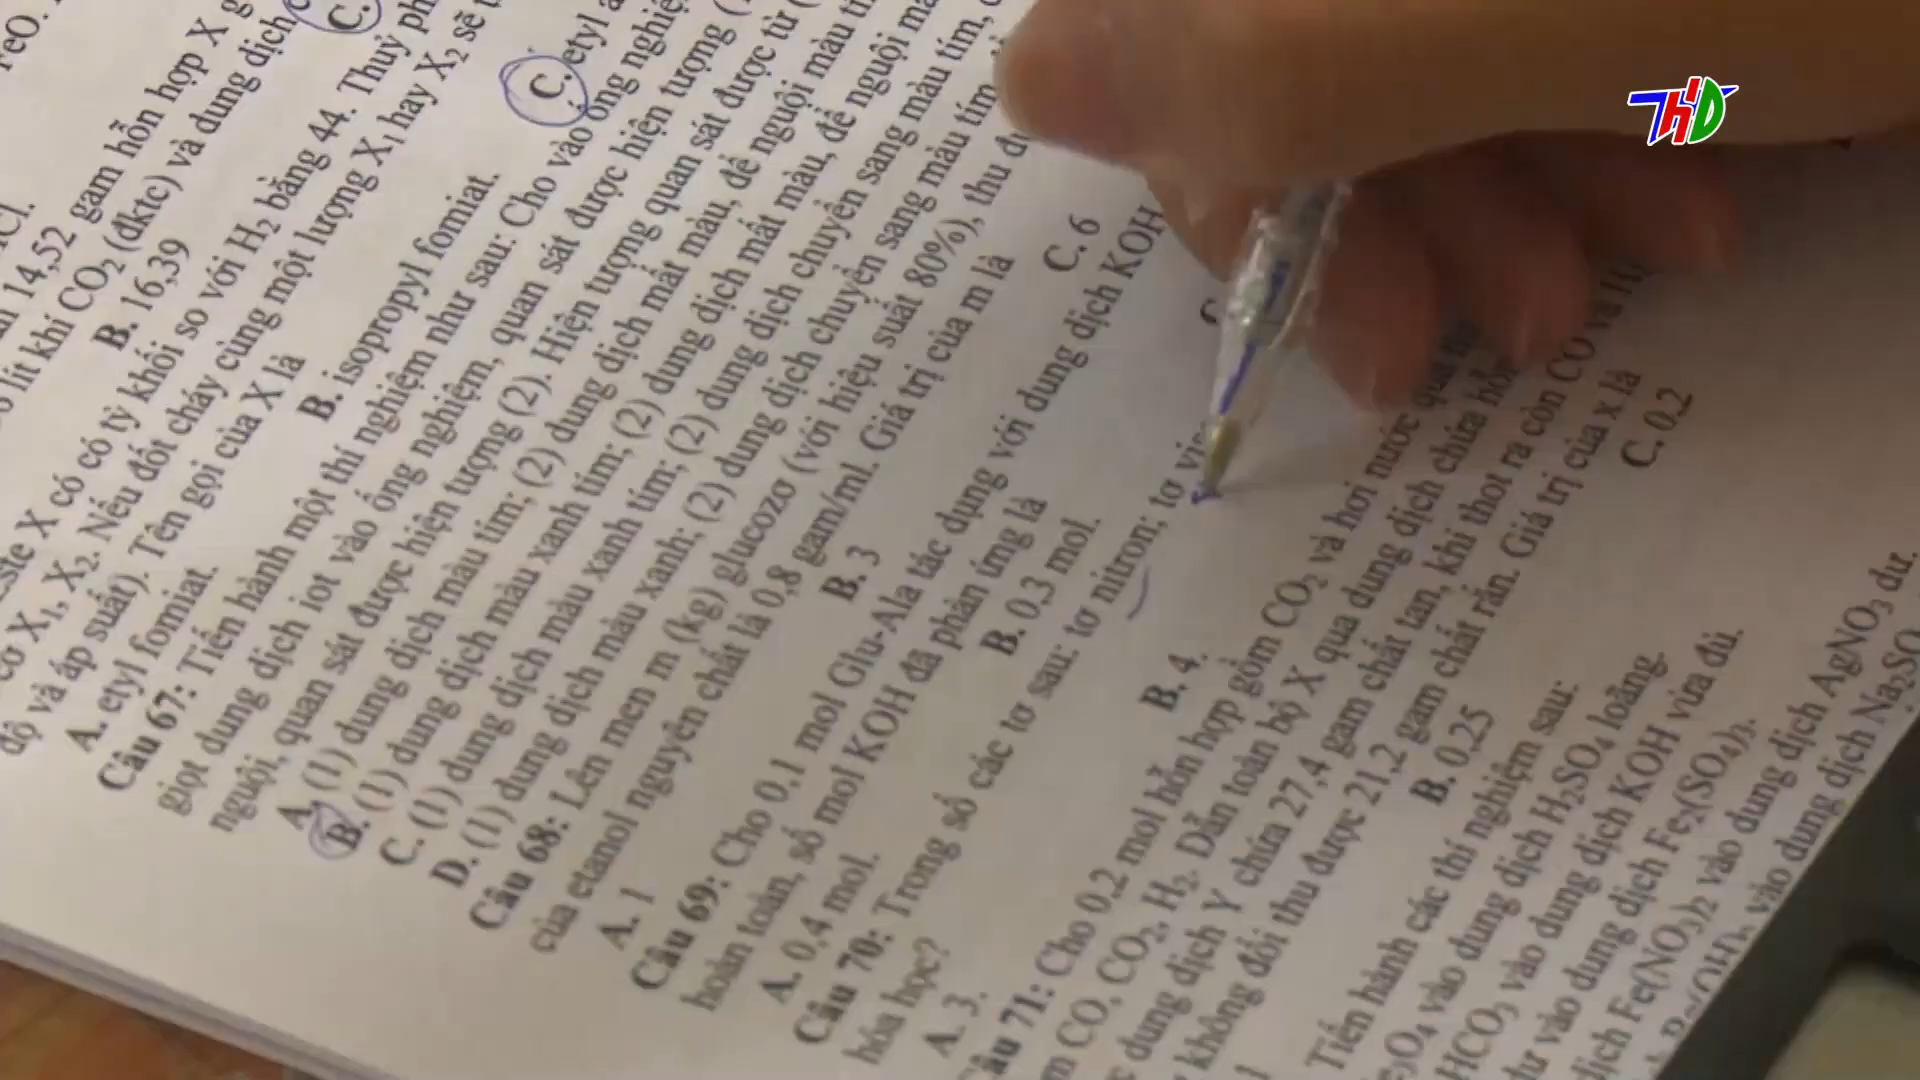 FeO.
HCl.
14,52 gam hỗn hợp X
lít khí CO₂ (đktc) và dung dịch
B. 16,39
C.
este X có có tỷ khối so với H₂ bằng 44. Thuỷ
cơ X₁, X₂. Nếu đốt cháy cùng một lượng X₁ hay X₂ sẽ
độ và áp suất). Tên gọi của X là
A. etyl fomiat.
B. isopropyl fomiat.
C. etyl
Câu 67: Tiến hành một thí nghiệm như sau: Cho vào ống nghiệm
giọt dung dịch iot vào ống nghiệm, quan sát được hiện tượng
nguội, quan sát được hiện tượng (2). Hiện tượng quan sát được từ
A. (1) dung dịch màu tím; (2) dung dịch mất màu, để nguội màu
B. (1) dung dịch màu xanh tím; (2) dung dịch mất màu, để nguội
C. (1) dung dịch màu xanh tím; (2) dung dịch chuyển sang màu tím,
D. (1) dung dịch màu xanh; (2) dung dịch chuyển sang màu tím
Câu 68: Lên men m (kg) glucozơ (với hiệu suất 80%), thu
của etanol nguyên chất là 0,8 gam/ml. Giá trị của m là
A. 1
B. 3
C. 6
Câu 69: Cho 0,1 mol Glu-Ala tác dụng với dung dịch KOH
hoàn toàn, số mol KOH đã phản ứng là
A. 0,4 mol.
B. 0,3 mol.
Câu 70: Trong số các tơ sau: tơ nitron; tơ
hóa học?
A. 3.
B. 4.
Câu 71: Cho 0,2 mol hỗn hợp gồm CO₂ và hơi nước
CO, CO₂, H₂. Dẫn toàn bộ X qua dung dịch chứa
dung dịch Y chứa 27,4 gam chất tan, khí thoát ra còn CO và H₂
không đổi thu được 21,2 gam chất rắn. Giá trị của x là
B. 0,25
C. 0.2
Tiến hành các thí nghiệm sau:
vào dung dịch H₂SO₄ loãng.
vào dung dịch KOH vừa đủ.
dư vào dung dịch Fe₂(SO₄)₃.
dịch Fe(NO₃)₂ vào dung dịch AgNO₃ dư.
vào dung dịch Na₂SO
THD